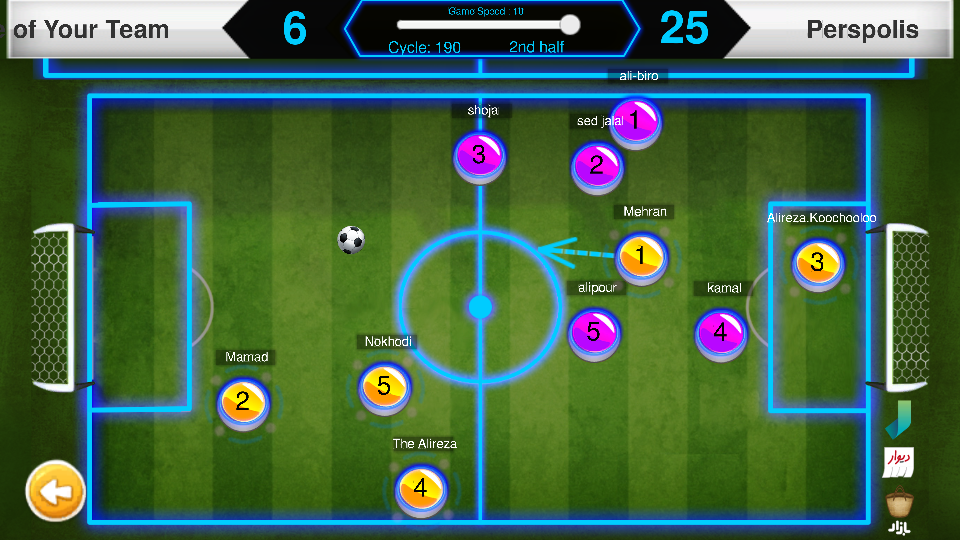 of Your Team
6
Game Speed : 10
Cycle: 190
2nd half
25
Perspolis
ali-biro
1
shoja
3
sed jalal
2
Mehran
1
Alireza.Koochooloo
3
alipour
5
kamal
4
Nokhodi
5
Mamad
2
The Alireza
4
دیوار
بازار